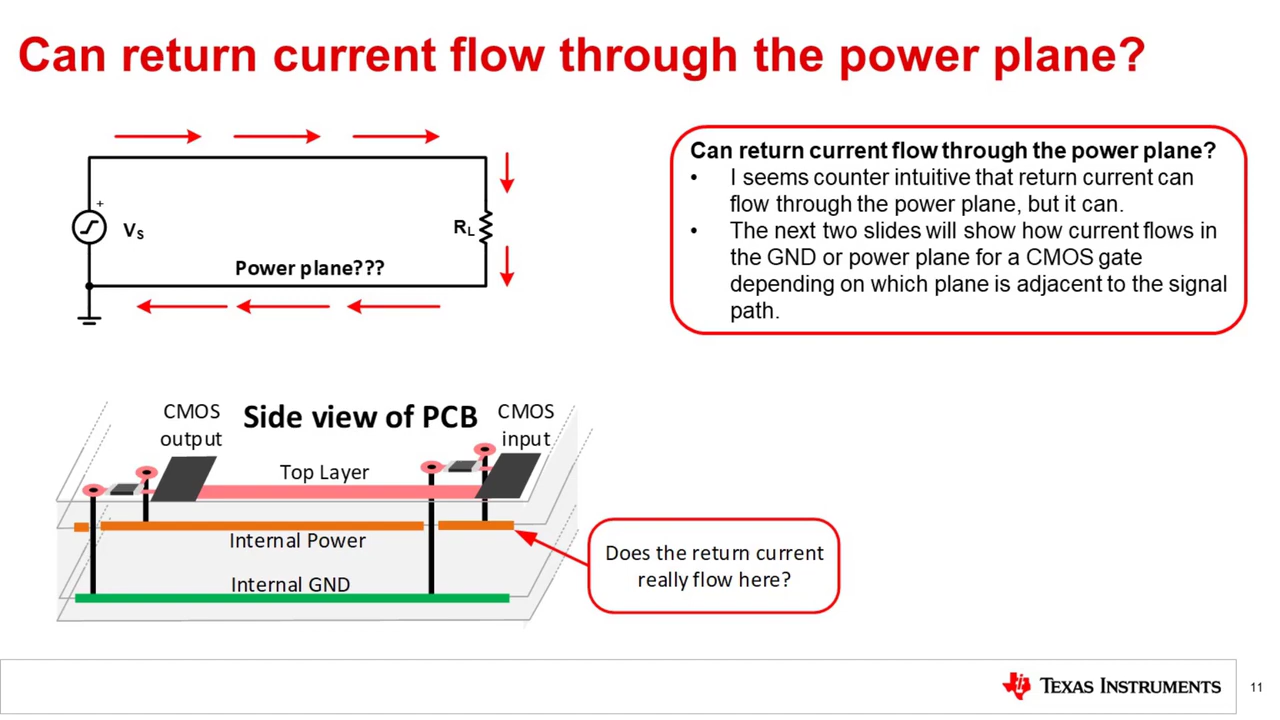 Can return current flow through the power plane?
+
VS
RL
Power plane???
Can return current flow through the power plane?
• I seems counter intuitive that return current can
flow through the power plane, but it can.
• The next two slides will show how current flows in
the GND or power plane for a CMOS gate
depending on which plane is adjacent to the signal
path.
CMOS
output
Side view of PCB
CMOS
input
Top Layer
Internal Power
Internal GND
Does the return current
really flow here?
TEXAS INSTRUMENTS
11